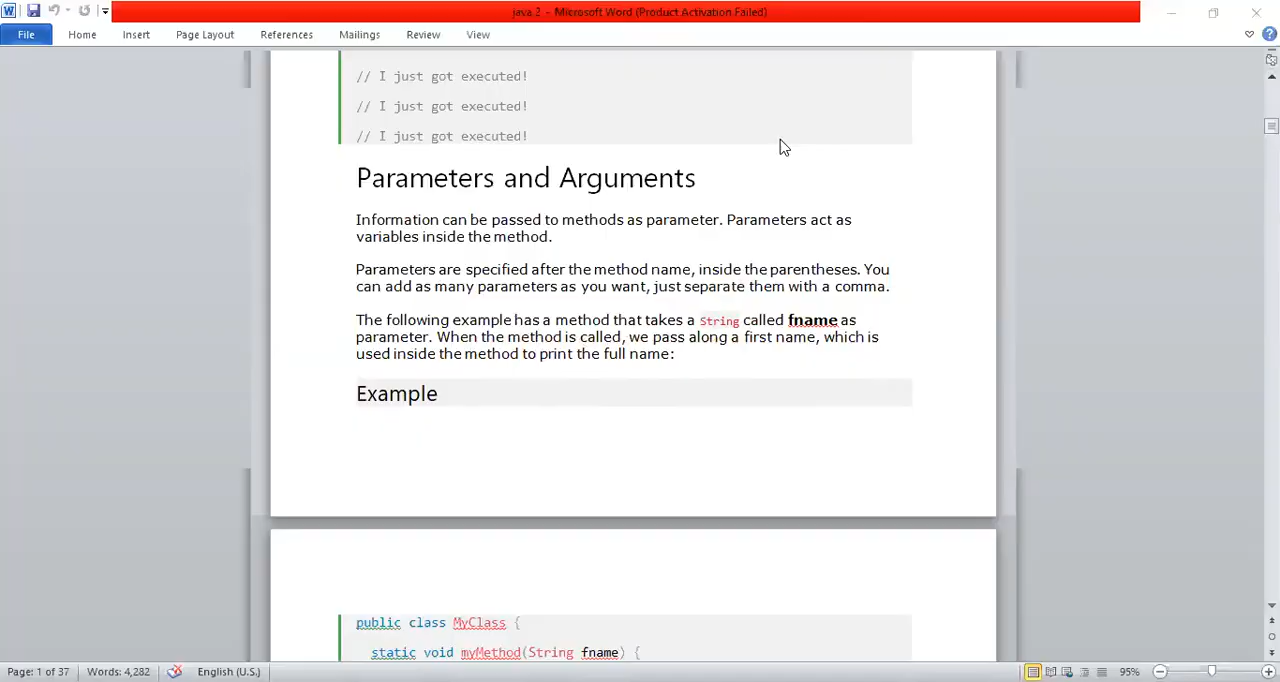 java 2 - Microsoft Word (Product Activation Failed)
File Home Insert Page Layout References Mailings Review View
// I just got executed!
// I just got executed!
// I just got executed!
Parameters and Arguments
Information can be passed to methods as parameter. Parameters act as
variables inside the method.
Parameters are specified after the method name, inside the parentheses. You
can add as many parameters as you want, just separate them with a comma.
The following example has a method that takes a String called fname as
parameter. When the method is called, we pass along a first name, which is
used inside the method to print the full name:
Example
public class MyClass {
static void myMethod(String fname) {
Page: 1 of 37 Words: 4,282 English (U.S.) 95%